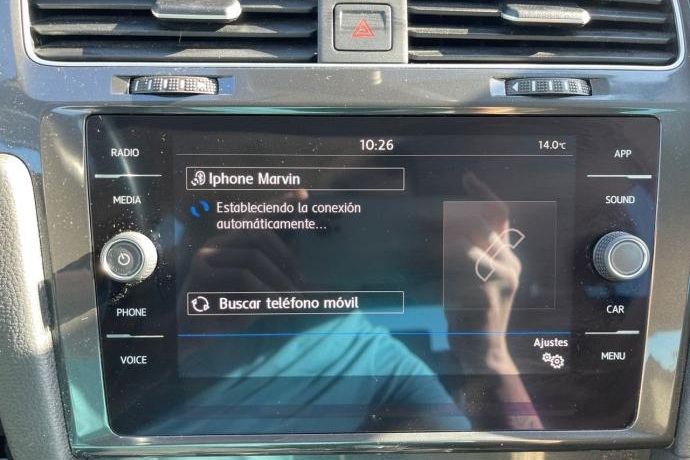 10:26
14.0°C
RADIO
MEDIA
PHONE
VOICE
Iphone Marvin
Estableciendo la conexión
automáticamente...
Buscar teléfono móvil
Ajustes
APP
SOUND
CAR
MENU